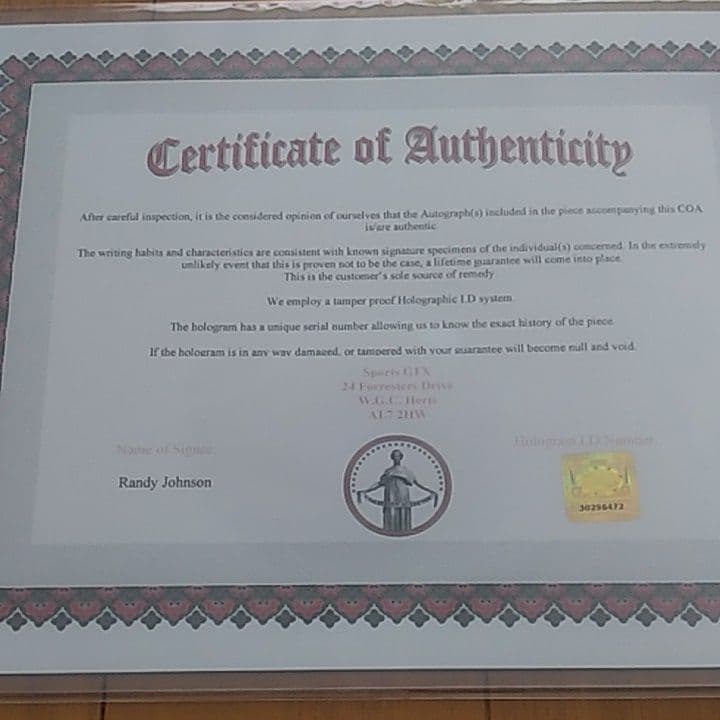 Certificate of Authenticity
After careful inspection, it is the considered opinion of ourselves that the Autograph(s) included in the piece accompanying this COA
is/are authentic
The writing habits and characteristics are consistent with known signature specimens of the individual(s) concerned. In the extremely
unlikely event that this is proven not to be the case, a lifetime guarantee will come into place.
This is the customer's sole source of remedy
We employ a tamper proof Holographic I.D system.
The hologram has a unique serial number allowing us to know the exact history of the piece
If the hologram is in any way damaged, or tampered with your guarantee will become null and void.
Sports GFX
24 Forresters Drive
W.G.C. Herts
AL7 2HW
Name of Signee
Hologram I.D Number
Randy Johnson
30296472